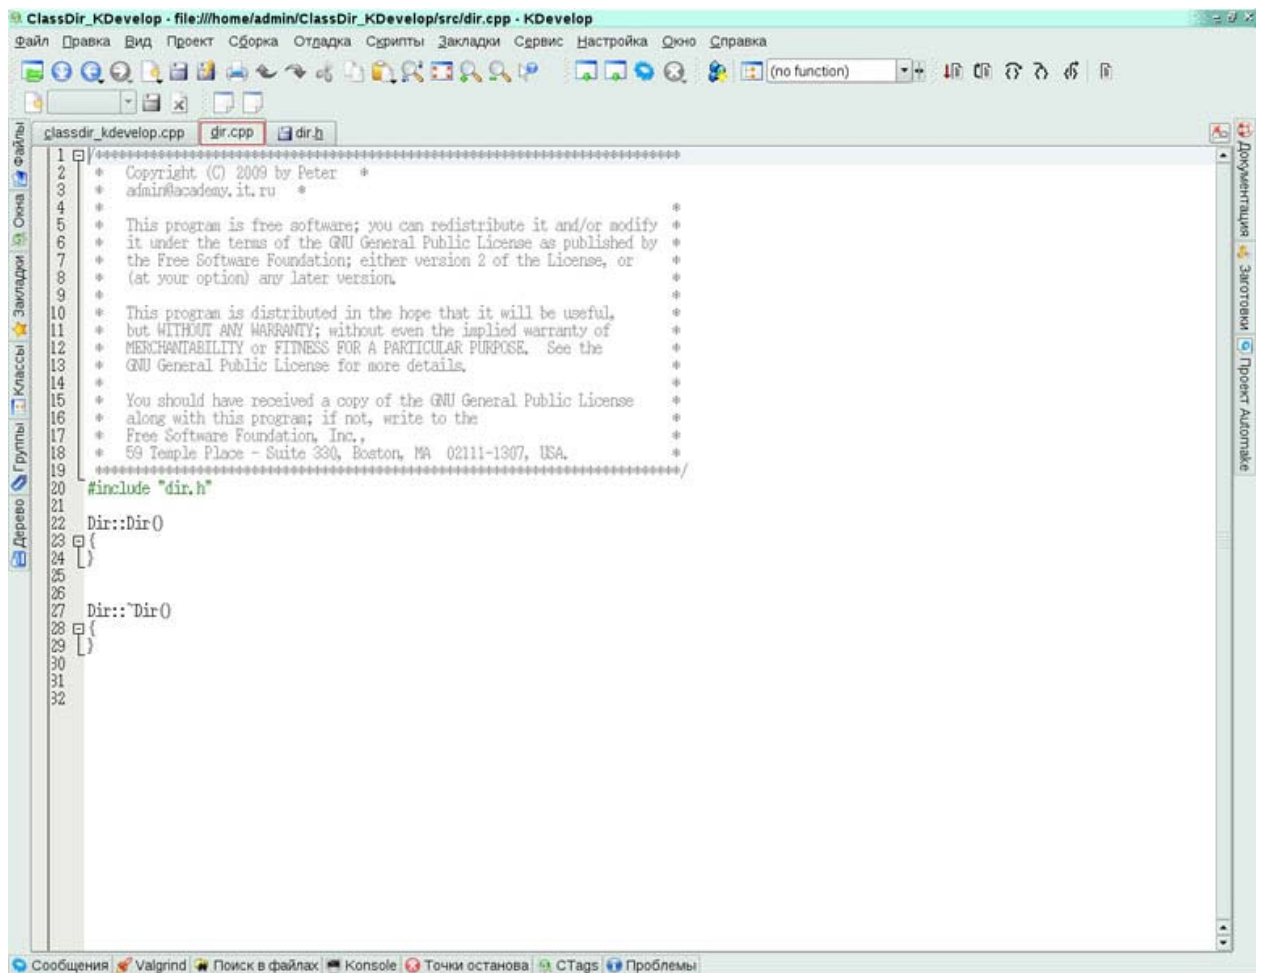 ClassDir_KDevelop - file:///home/admin/ClassDir_KDevelop/src/dir.cpp - KDevelop
Файл Правка Вид Проект Сборка Отладка Скрипты Закладки Сервис Настройка Окно Справка
(no function)
classdir_kdevelop.cpp dir.cpp dir.h
Файлы
Окна
Закладки
Классы
Группы
Дерево
1 /****************************************************************************
2 * Copyright (C) 2009 by Peter *
3 * admin@academy.it.ru *
4 * *
5 * This program is free software; you can redistribute it and/or modify *
6 * it under the terms of the GNU General Public License as published by *
7 * the Free Software Foundation; either version 2 of the License, or *
8 * (at your option) any later version. *
9 * *
10 * This program is distributed in the hope that it will be useful, *
11 * but WITHOUT ANY WARRANTY; without even the implied warranty of *
12 * MERCHANTABILITY or FITNESS FOR A PARTICULAR PURPOSE. See the *
13 * GNU General Public License for more details. *
14 * *
15 * You should have received a copy of the GNU General Public License *
16 * along with this program; if not, write to the *
17 * Free Software Foundation, Inc., *
18 * 59 Temple Place - Suite 330, Boston, MA 02111-1307, USA. *
19 ****************************************************************************/
20 #include "dir.h"
21
22 Dir::Dir()
23 {
24 }
25
26
27 Dir::~Dir()
28 {
29 }
30
31
32
Документация
Заготовки
Проект Automake
Сообщения Valgrind Поиск в файлах Konsole Точки останова CTags Проблемы